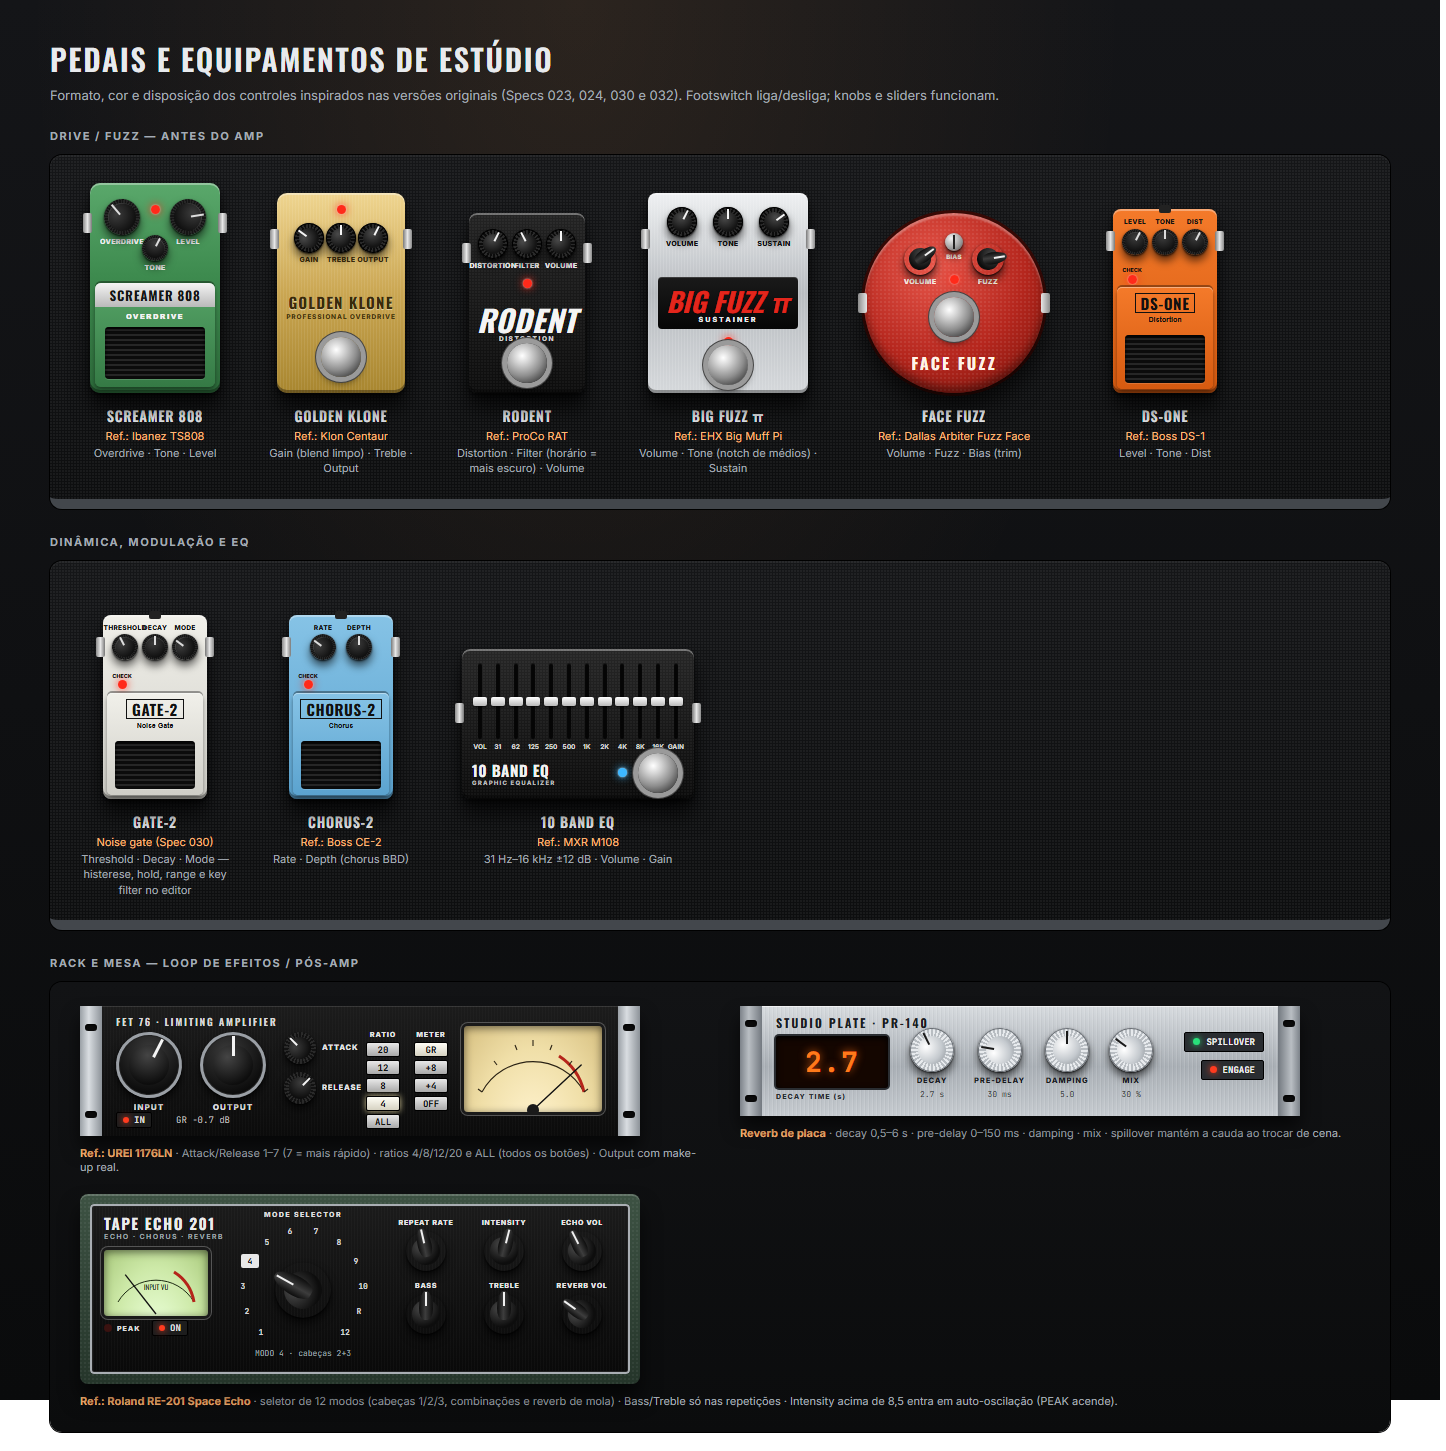 PEDAIS E EQUIPAMENTOS DE ESTÚDIO
Formato, cor e disposição dos controles inspirados nas versões originais (Specs 023, 024, 030 e 032). Footswitch liga/desliga; knobs e sliders funcionam.
DRIVE / FUZZ — ANTES DO AMP
OVERDRIVE LEVEL
TONE
SCREAMER 808
OVERDRIVE
GAIN TREBLE OUTPUT
GOLDEN KLONE
PROFESSIONAL OVERDRIVE
DISTORTION FILTER VOLUME
RODENT
DISTORTION
VOLUME TONE SUSTAIN
BIG FUZZ π
SUSTAINER
BIAS
VOLUME FUZZ
FACE FUZZ
LEVEL TONE DIST
CHECK
DS-ONE
Distortion
SCREAMER 808
Ref.: Ibanez TS808
Overdrive · Tone · Level
GOLDEN KLONE
Ref.: Klon Centaur
Gain (blend limpo) · Treble ·
Output
RODENT
Ref.: ProCo RAT
Distortion · Filter (horário =
mais escuro) · Volume
BIG FUZZ π
Ref.: EHX Big Muff Pi
Volume · Tone (notch de médios) ·
Sustain
FACE FUZZ
Ref.: Dallas Arbiter Fuzz Face
Volume · Fuzz · Bias (trim)
DS-ONE
Ref.: Boss DS-1
Level · Tone · Dist
DINÂMICA, MODULAÇÃO E EQ
THRESHOLD DECAY MODE
CHECK
GATE-2
Noise Gate
RATE DEPTH
CHECK
CHORUS-2
Chorus
VOL 31 62 125 250 500 1K 2K 4K 8K 16K GAIN
10 BAND EQ
GRAPHIC EQUALIZER
GATE-2
Noise gate (Spec 030)
Threshold · Decay · Mode —
histerese, hold, range e key
filter no editor
CHORUS-2
Ref.: Boss CE-2
Rate · Depth (chorus BBD)
10 BAND EQ
Ref.: MXR M108
31 Hz–16 kHz ±12 dB · Volume · Gain
RACK E MESA — LOOP DE EFEITOS / PÓS-AMP
FET 76 · LIMITING AMPLIFIER
INPUT OUTPUT
IN GR -0.7 dB
ATTACK
RELEASE
RATIO
20
12
8
4
ALL
METER
GR
+8
+4
OFF
Ref.: UREI 1176LN · Attack/Release 1–7 (7 = mais rápido) · ratios 4/8/12/20 e ALL (todos os botões) · Output com make-
up real.
STUDIO PLATE · PR-140
2.7
DECAY TIME (s)
DECAY PRE-DELAY DAMPING MIX
2.7 s 30 ms 5.0 30 %
SPILLOVER
ENGAGE
Reverb de placa · decay 0,5–6 s · pre-delay 0–150 ms · damping · mix · spillover mantém a cauda ao trocar de cena.
TAPE ECHO 201
ECHO · CHORUS · REVERB
INPUT VU
PEAK ON
MODE SELECTOR
1
2
3
4
5
6
7
8
9
10
R
12
MODO 4 · cabeças 2+3
REPEAT RATE INTENSITY ECHO VOL
BASS TREBLE REVERB VOL
Ref.: Roland RE-201 Space Echo · seletor de 12 modos (cabeças 1/2/3, combinações e reverb de mola) · Bass/Treble só nas repetições · Intensity acima de 8,5 entra em auto-oscilação (PEAK acende).